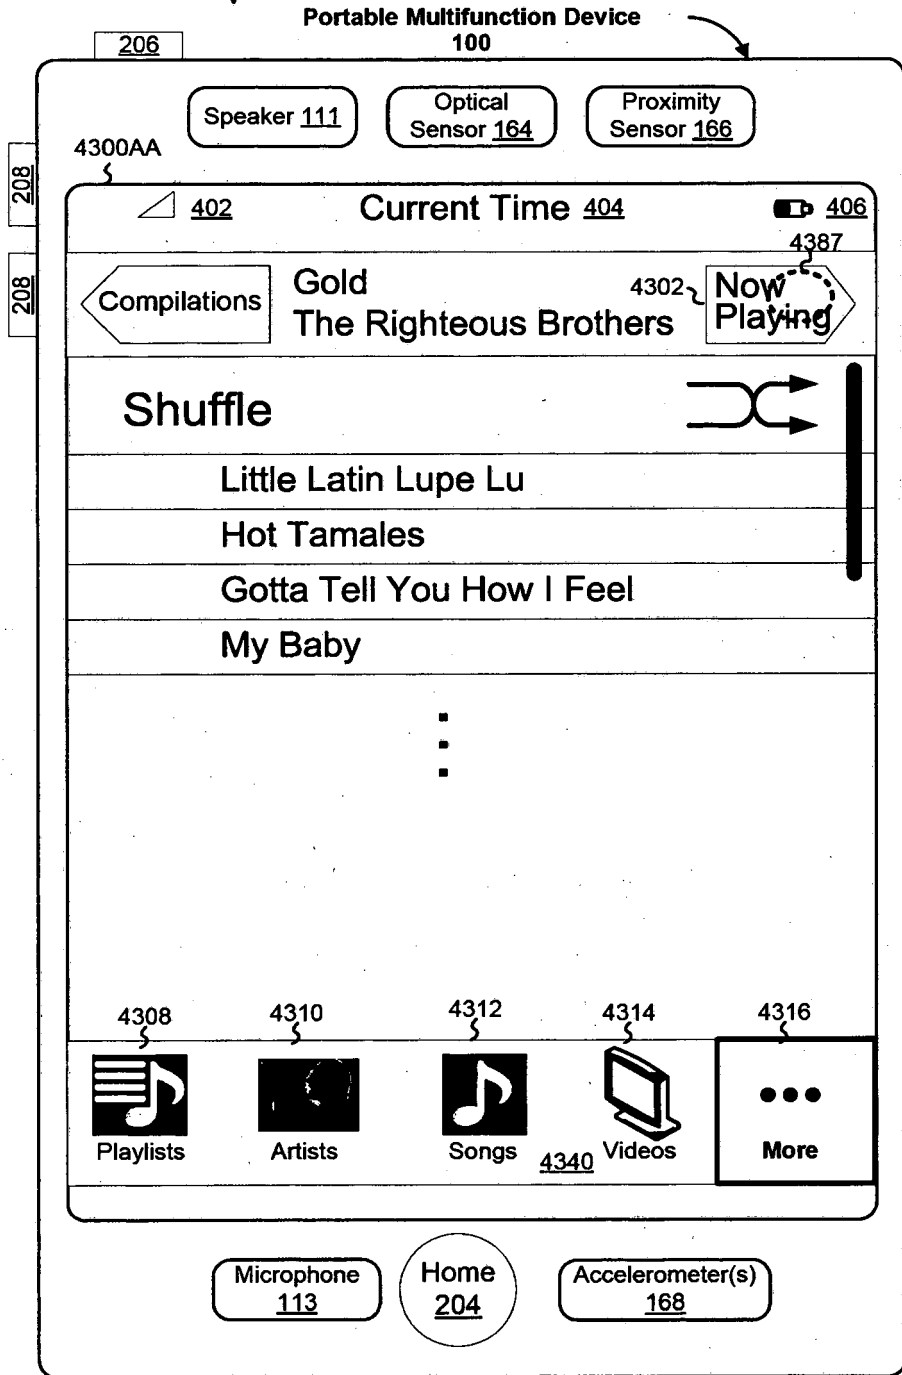 Portable Multifunction Device
100
206
Speaker 111
Optical
Sensor 164
Proximity
Sensor 166
4300AA
208
402
Current Time 404
406
4387
208
Compilations
Gold
The Righteous Brothers
4302
Now
Playing
Shuffle
Little Latin Lupe Lu
Hot Tamales
Gotta Tell You How I Feel
My Baby
4308
4310
4312
4314
4316
Playlists
Artists
Songs
4340
Videos
More
Microphone
113
Home
204
Accelerometer(s)
168